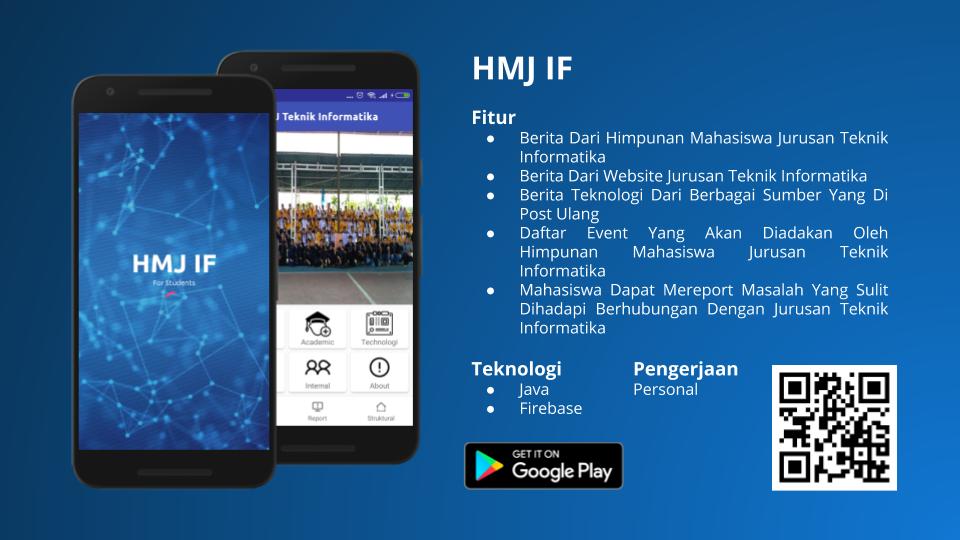 HMJ IF
For Students
J Teknik Informatika
Academic
Technologi
Internal
About
Report
Struktural
HMJ IF
Fitur
● Berita Dari Himpunan Mahasiswa Jurusan Teknik
Informatika
● Berita Dari Website Jurusan Teknik Informatika
● Berita Teknologi Dari Berbagai Sumber Yang Di
Post Ulang
● Daftar Event Yang Akan Diadakan Oleh
Himpunan Mahasiswa Jurusan Teknik
Informatika
● Mahasiswa Dapat Mereport Masalah Yang Sulit
Dihadapi Berhubungan Dengan Jurusan Teknik
Informatika
Teknologi
● Java
● Firebase
Pengerjaan
Personal
GET IT ON
Google Play